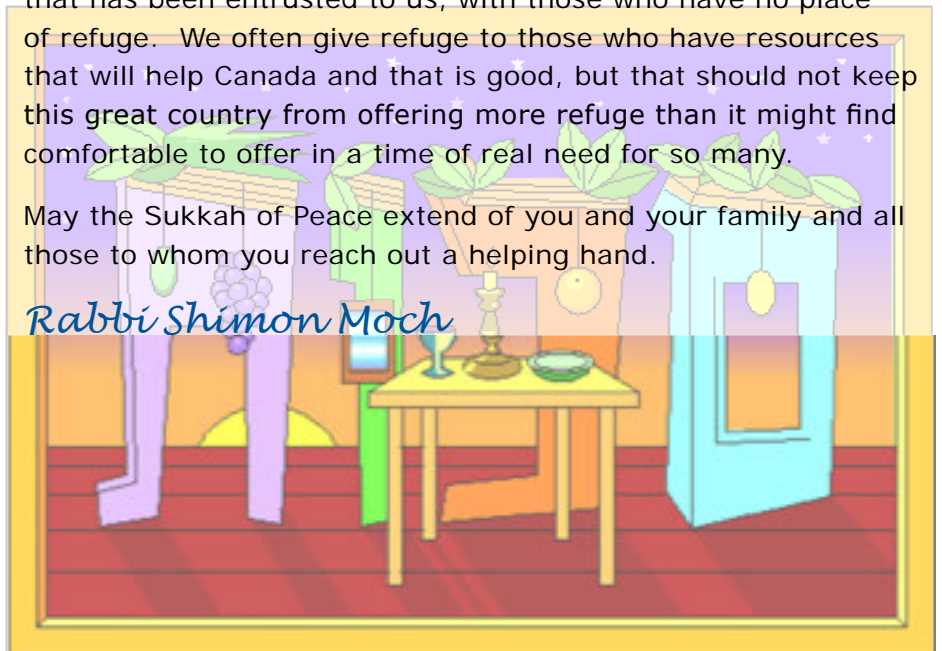 that has been entrusted to us, with those who have no place
of refuge.  We often give refuge to those who have resources
that will help Canada and that is good, but that should not keep
this great country from offering more refuge than it might find
comfortable to offer in a time of real need for so many.
May the Sukkah of Peace extend of you and your family and all
those to whom you reach out a helping hand.
Rabbi Shimon Moch